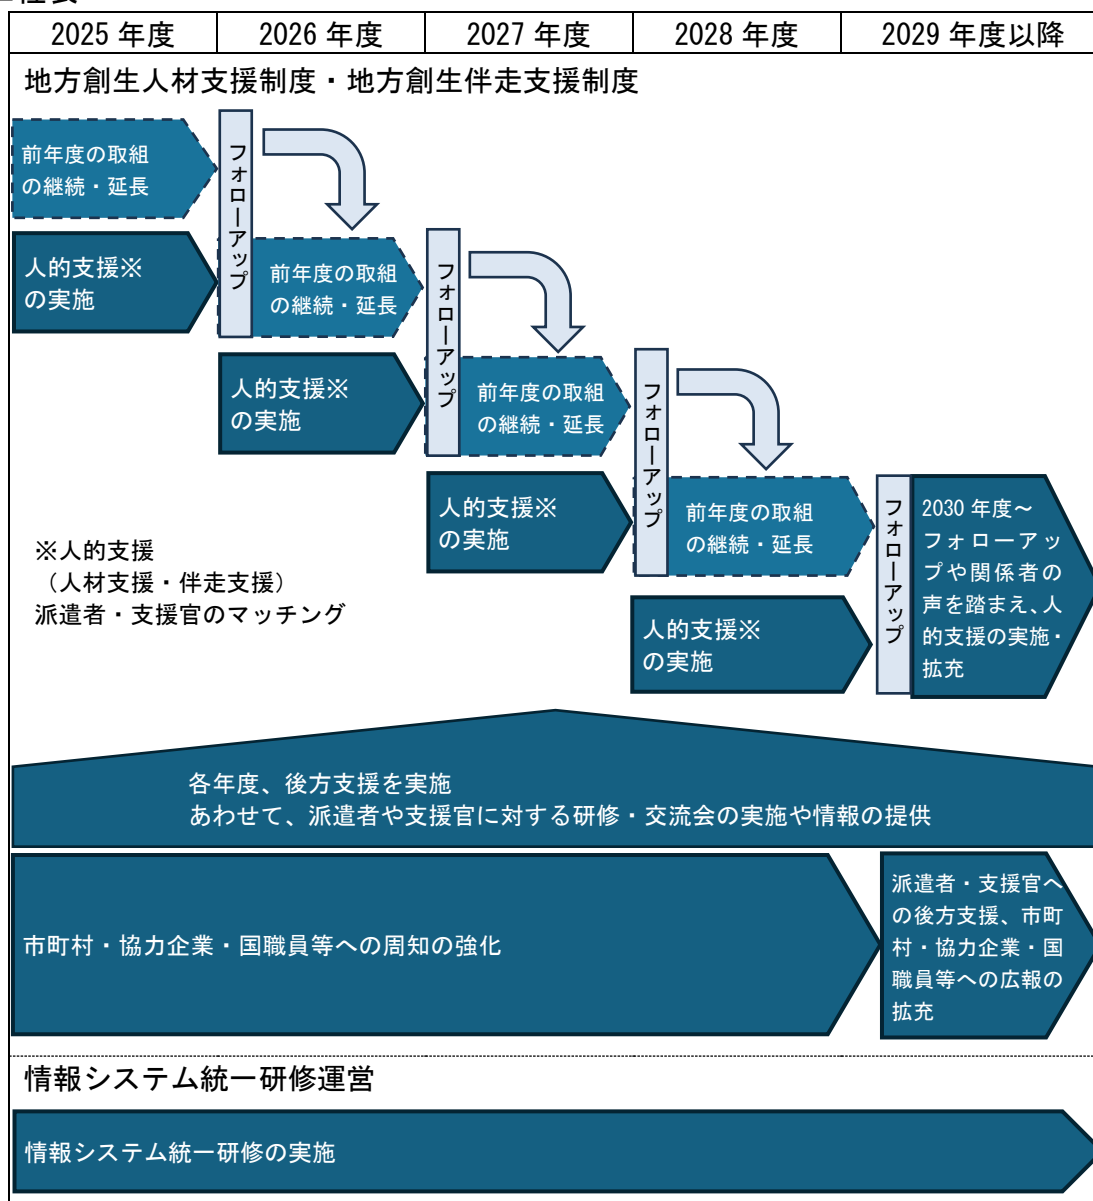 2025 年度
2026 年度
2027 年度
2028 年度
2029 年度以降
地方創生人材支援制度・地方創生伴走支援制度
前年度の取組
の継続・延長
人的支援※
の実施
フォローアップ
前年度の取組
の継続・延長
人的支援※
の実施
フォローアップ
前年度の取組
の継続・延長
人的支援※
の実施
フォローアップ
前年度の取組
の継続・延長
人的支援※
の実施
フォローアップ
2030 年度～
フォローアッ
プや関係者の
声を踏まえ、人
的支援の実施・
拡充
※人的支援
（人材支援・伴走支援）
派遣者・支援官のマッチング
各年度、後方支援を実施
あわせて、派遣者や支援官に対する研修・交流会の実施や情報の提供
市町村・協力企業・国職員等への周知の強化
派遣者・支援官へ
の後方支援、市町
村・協力企業・国
職員等への広報の
拡充
情報システム統一研修運営
情報システム統一研修の実施